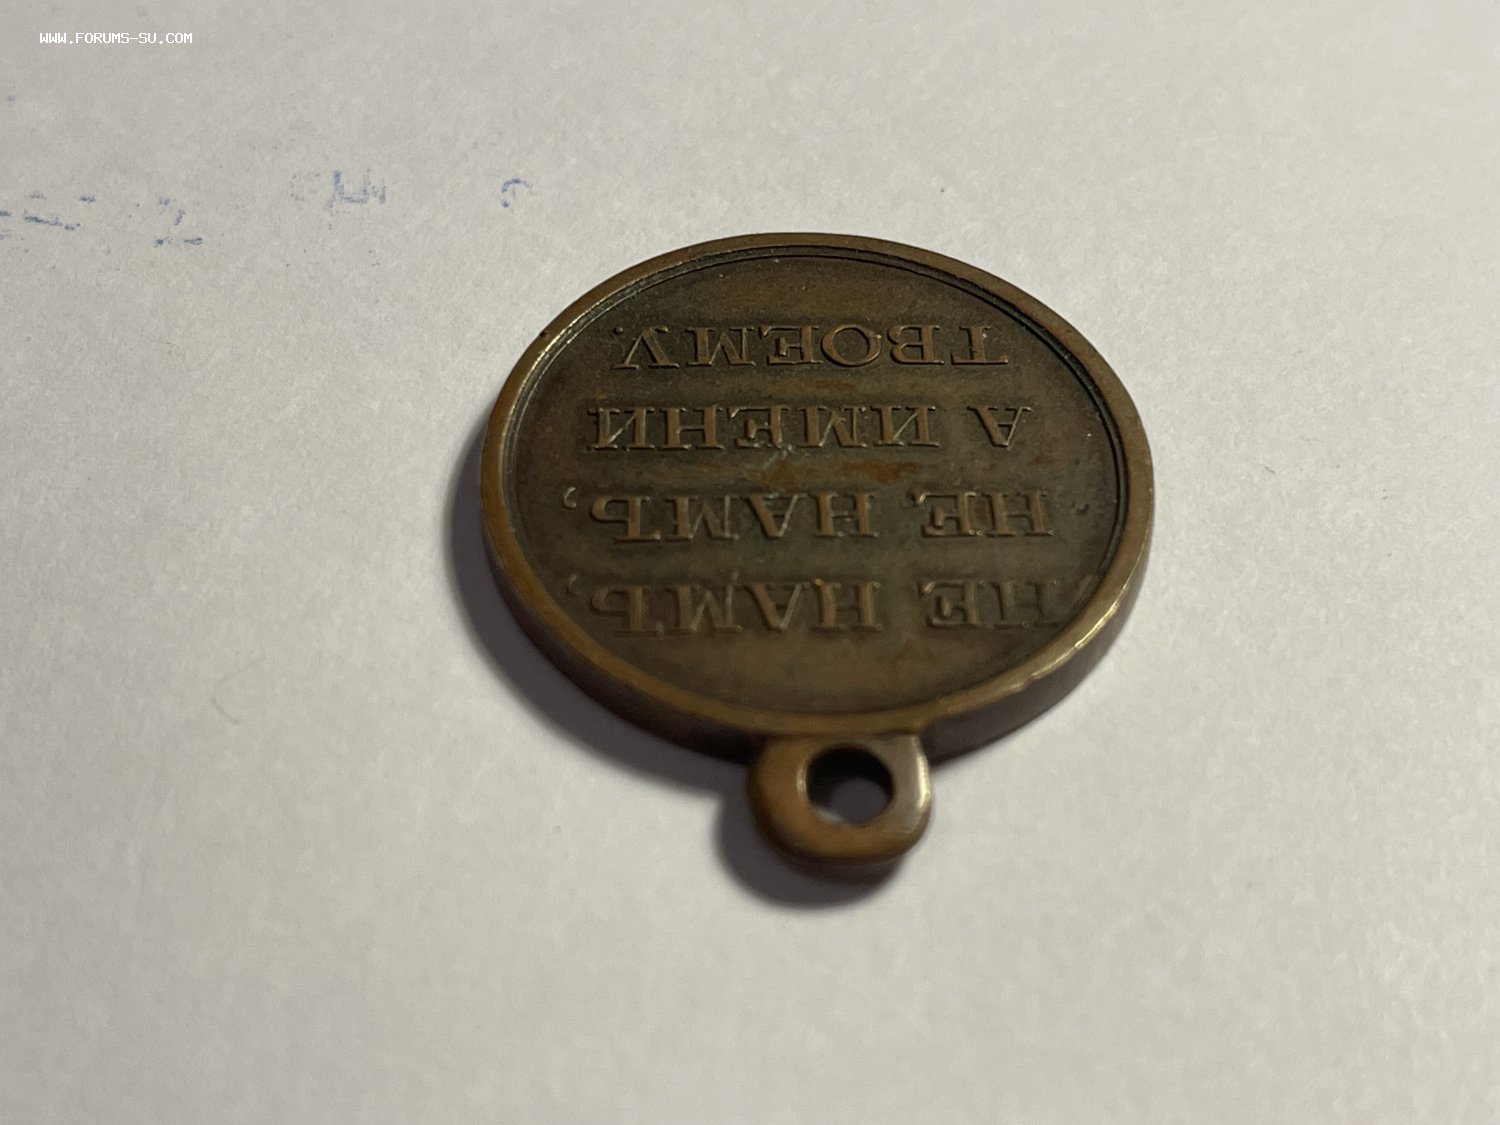 WWW.FORUMS-SU.COM
НЕ НАМЪ,
НЕ, НАМЪ,
А ИМЕНИ
ТВОЕМУ.